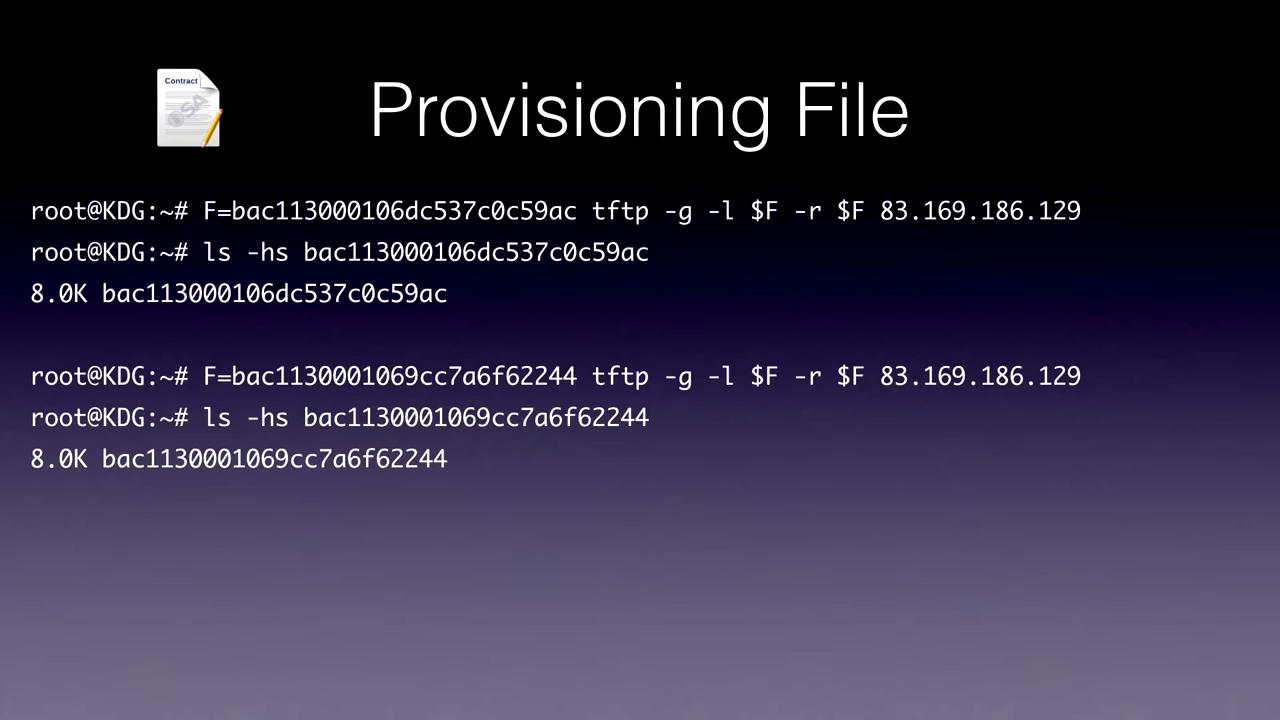 Contract
Provisioning File
root@KDG:~# F=bac113000106dc537c0c59ac tftp -g -l $F -r $F 83.169.186.129
root@KDG:~# ls -hs bac113000106dc537c0c59ac
8.0K bac113000106dc537c0c59ac
root@KDG:~# F=bac1130001069cc7a6f62244 tftp -g -l $F -r $F 83.169.186.129
root@KDG:~# ls -hs bac1130001069cc7a6f62244
8.0K bac1130001069cc7a6f62244